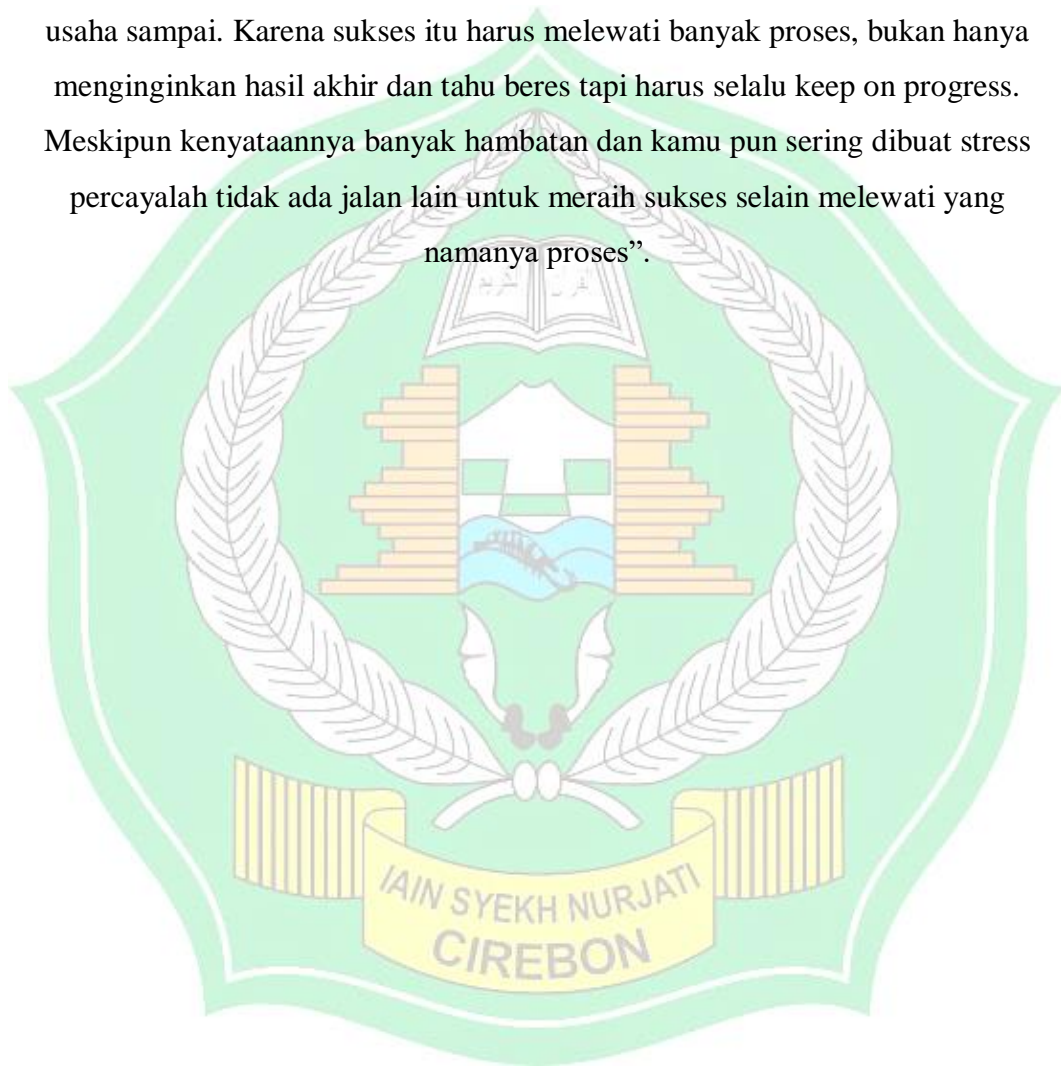 usaha sampai. Karena sukses itu harus melewati banyak proses, bukan hanya
menginginkan hasil akhir dan tahu beres tapi harus selalu keep on progress.
Meskipun kenyataannya banyak hambatan dan kamu pun sering dibuat stress
percayalah tidak ada jalan lain untuk meraih sukses selain melewati yang
namanya proses”.
القرآن الكريم
IAIN SYEKH NURJATI
CIREBON